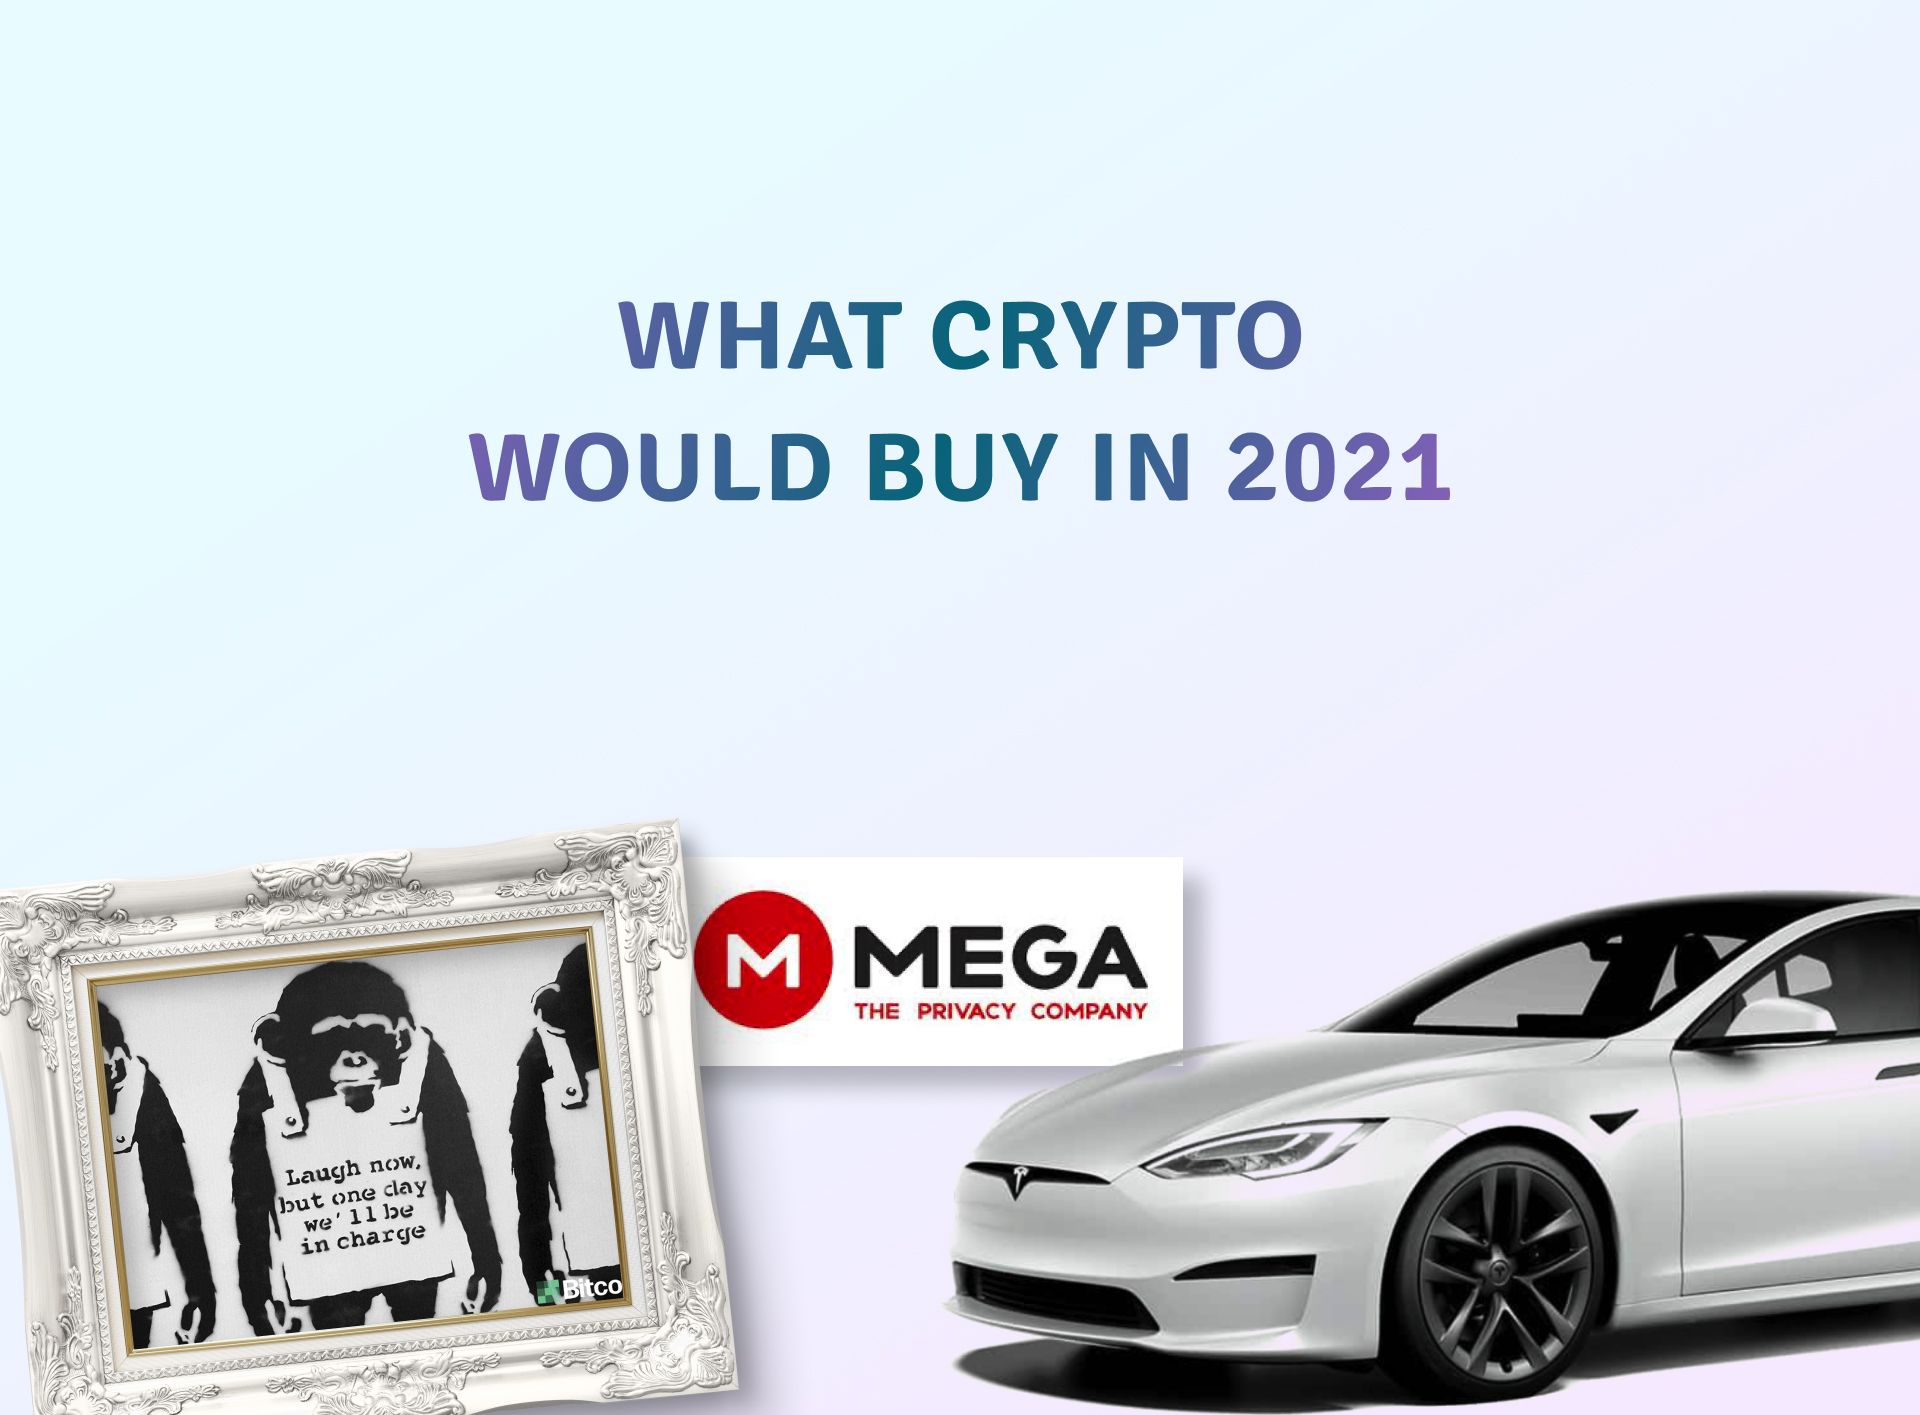 WHAT CRYPTO
WOULD BUY IN 2021
M MEGA
THE PRIVACY COMPANY
Laugh now,
but one day
we'll be
in charge
Bitco